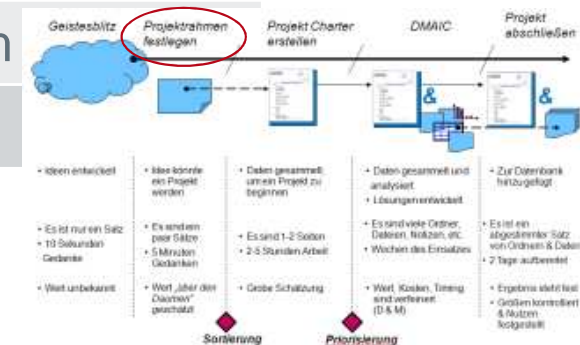 n
Geistesblitz
Projektrahmen
festlegen
Projekt Charter
erstellen
DMAIC
Projekt
abschließen
&
&
• Ideen entwickelt
• Idee könnte
ein Projekt
werden
• Daten gesammelt,
um ein Projekt zu
beginnen
• Daten gesammelt und
analysiert
• Lösungen entwickelt
• Zur Datenbank
hinzugefügt
• Es ist nur ein Satz
• 10 Sekunden
Gedanke
• Es sind ein
paar Sätze
• 5 Minuten
Gedanken
• Es sind 1-2 Seiten
• 2-5 Stunden Arbeit
• Es sind viele Ordner,
Dateien, Notizen, etc.
• Wochen des Einsatzes
• Es ist ein
abgestimmter Satz
von Ordnern & Daten
• 2 Tage aufbereitet
• Wert unbekannt
• Wert „über den
Daumen“
geschätzt
• Grobe Schätzung
• Wert, Kosten, Timing
sind verfeinert
(D & M)
• Ergebnis steht fest
• Größen kontrolliert
& Nutzen
festgestellt
Sortierung
Priorisierung